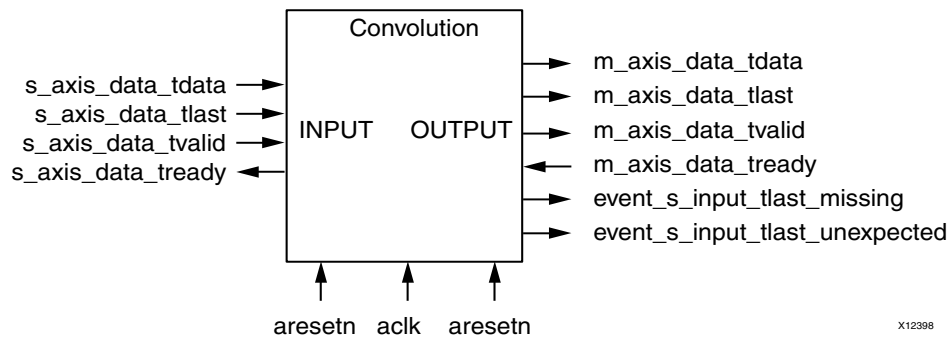 Convolution
s_axis_data_tdata
s_axis_data_tlast
s_axis_data_tvalid
s_axis_data_tready
INPUT OUTPUT
m_axis_data_tdata
m_axis_data_tlast
m_axis_data_tvalid
m_axis_data_tready
event_s_input_tlast_missing
event_s_input_tlast_unexpected
aresetn aclk aresetn
X12398